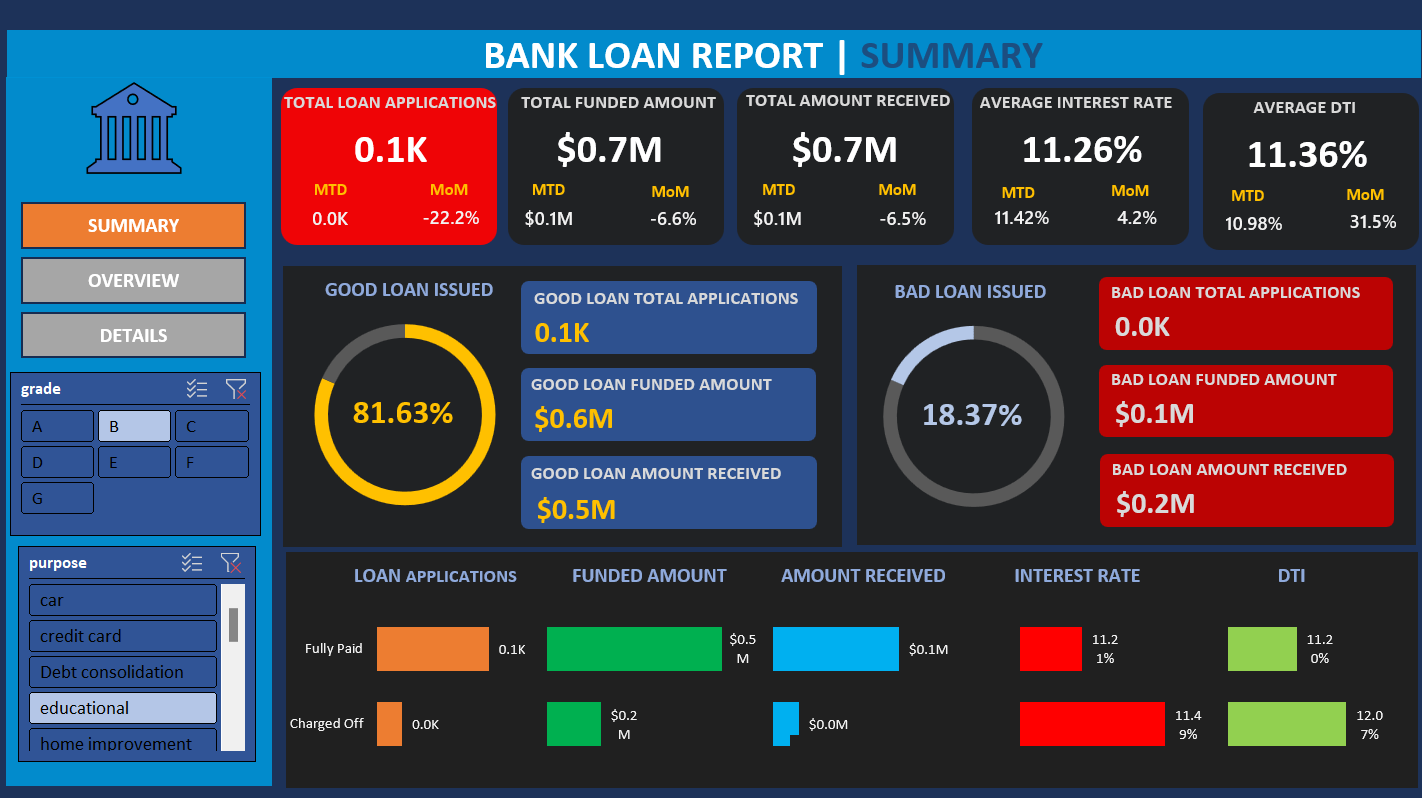 BANK LOAN REPORT | SUMMARY
TOTAL LOAN APPLICATIONS
0.1K
MTD MoM
0.0K -22.2%
TOTAL FUNDED AMOUNT
$0.7M
MTD MoM
$0.1M -6.6%
TOTAL AMOUNT RECEIVED
$0.7M
MTD MoM
$0.1M -6.5%
AVERAGE INTEREST RATE
11.26%
MTD MoM
11.42% 4.2%
AVERAGE DTI
11.36%
MTD MoM
10.98% 31.5%
SUMMARY
OVERVIEW
DETAILS
grade
A B C
D E F
G
purpose
car
credit card
Debt consolidation
educational
home improvement
GOOD LOAN ISSUED
81.63%
GOOD LOAN TOTAL APPLICATIONS
0.1K
GOOD LOAN FUNDED AMOUNT
$0.6M
GOOD LOAN AMOUNT RECEIVED
$0.5M
BAD LOAN ISSUED
18.37%
BAD LOAN TOTAL APPLICATIONS
0.0K
BAD LOAN FUNDED AMOUNT
$0.1M
BAD LOAN AMOUNT RECEIVED
$0.2M
LOAN APPLICATIONS
Fully Paid 0.1K
Charged Off 0.0K
FUNDED AMOUNT
$0.5
M
$0.2
M
AMOUNT RECEIVED
$0.1M
$0.0M
INTEREST RATE
11.2
1%
11.4
9%
DTI
11.2
0%
12.0
7%